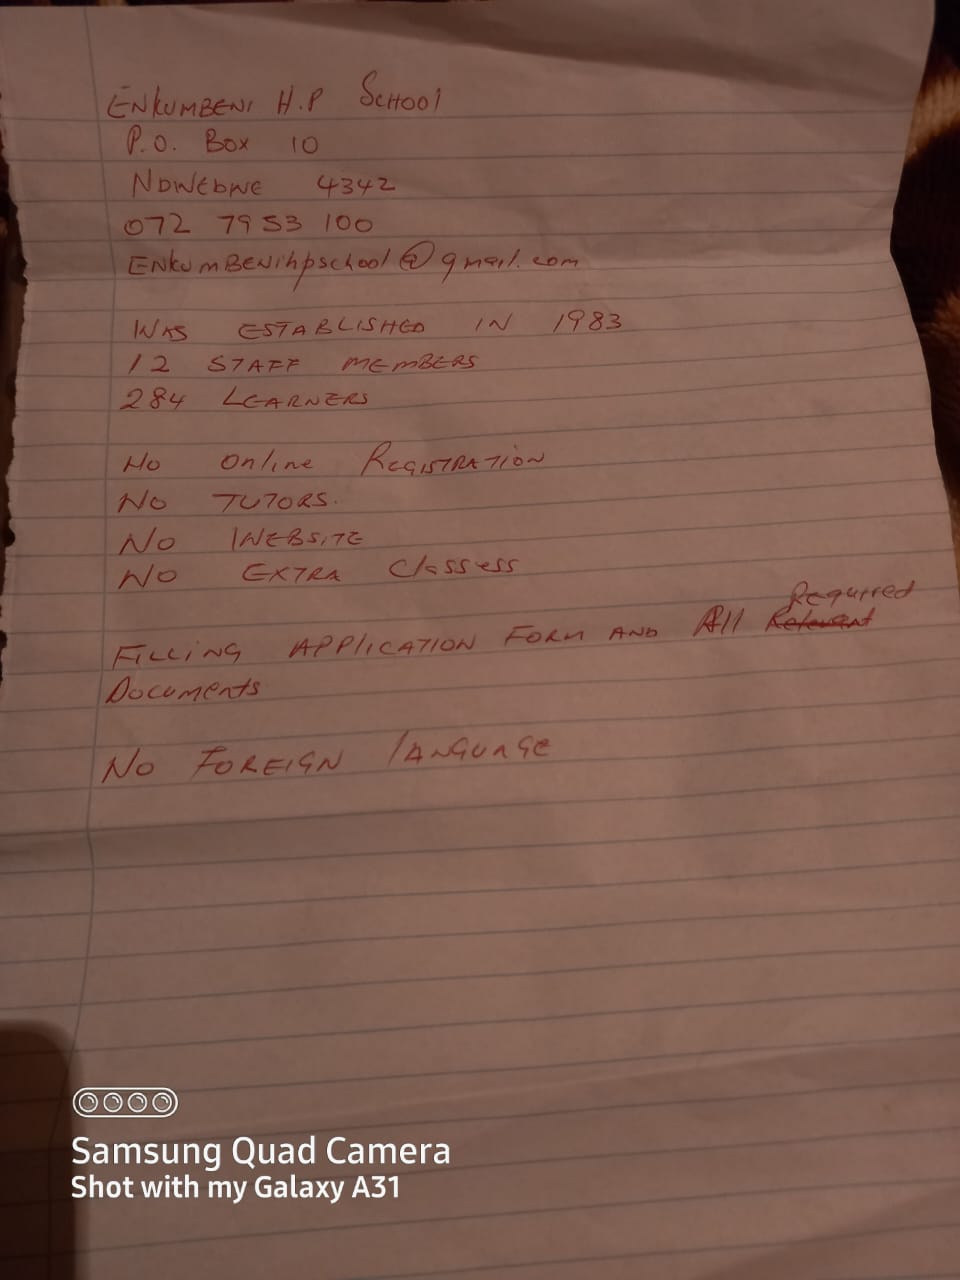 ENKUMBENI H.P SCHOOL
P.O. BOX 10
NDWEDWE 4342
072 7953 100
ENKUMBENIhpschool@gmail.com
WAS ESTABLISHED IN 1983
12 STAFF MEMBERS
284 LEARNERS
NO Online REGISTRATION
NO TUTORS.
NO WEBSITE
NO EXTRA Classess
Required
FILLING APPLICATION FORM AND All Relevant
Documents
NO FOREIGN LANGUAGE
Samsung Quad Camera
Shot with my Galaxy A31